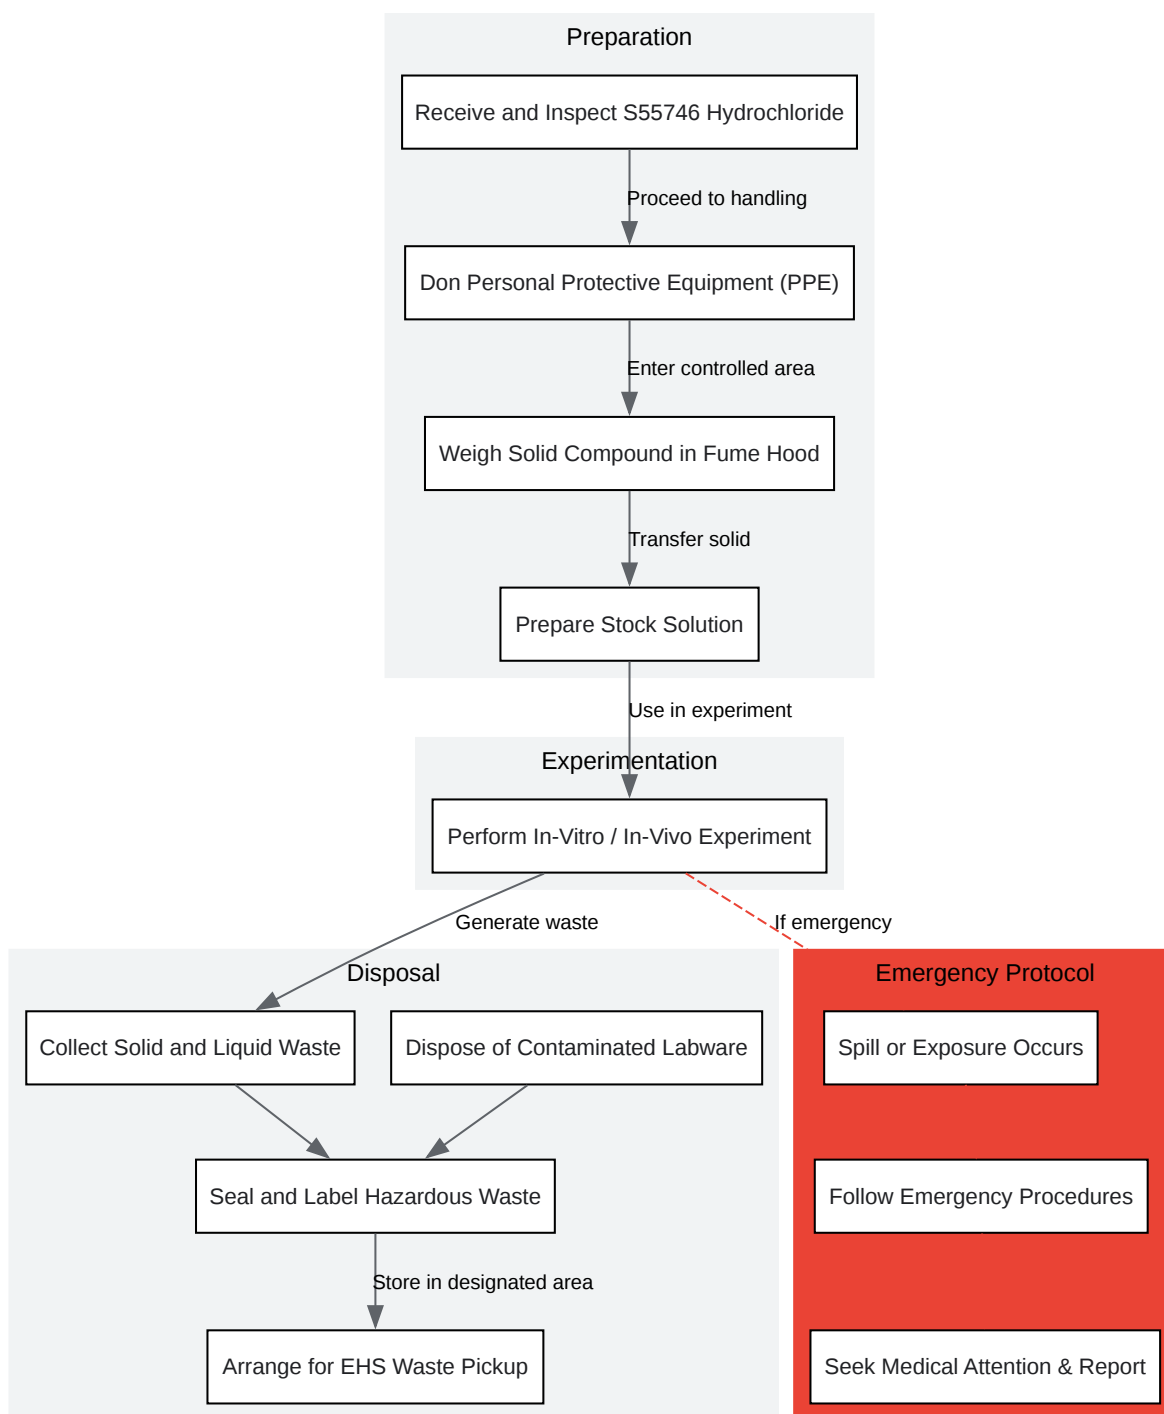 Preparation
Receive and Inspect S55746 Hydrochloride
Proceed to handling
Don Personal Protective Equipment (PPE)
Enter controlled area
Weigh Solid Compound in Fume Hood
Transfer solid
Prepare Stock Solution
Use in experiment
Experimentation
Perform In-Vitro / In-Vivo Experiment
Generate waste
If emergency
Disposal
Collect Solid and Liquid Waste
Dispose of Contaminated Labware
Seal and Label Hazardous Waste
Store in designated area
Arrange for EHS Waste Pickup
Emergency Protocol
Spill or Exposure Occurs
Follow Emergency Procedures
Seek Medical Attention & Report